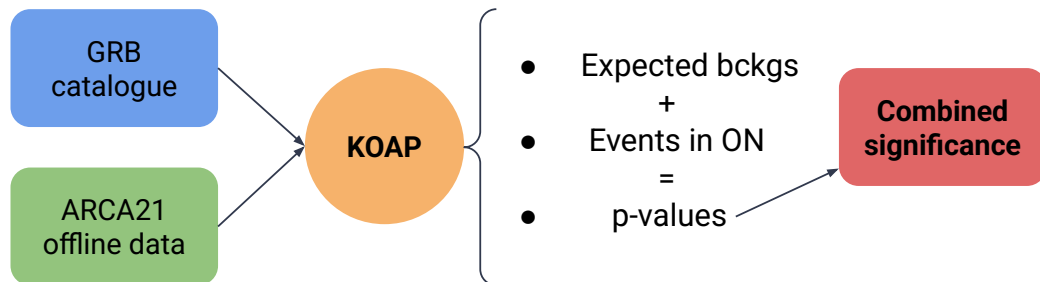 GRB
catalogue
ARCA21
offline data
KOAP
● Expected bckgs
+
● Events in ON
=
● p-values
Combined
significance